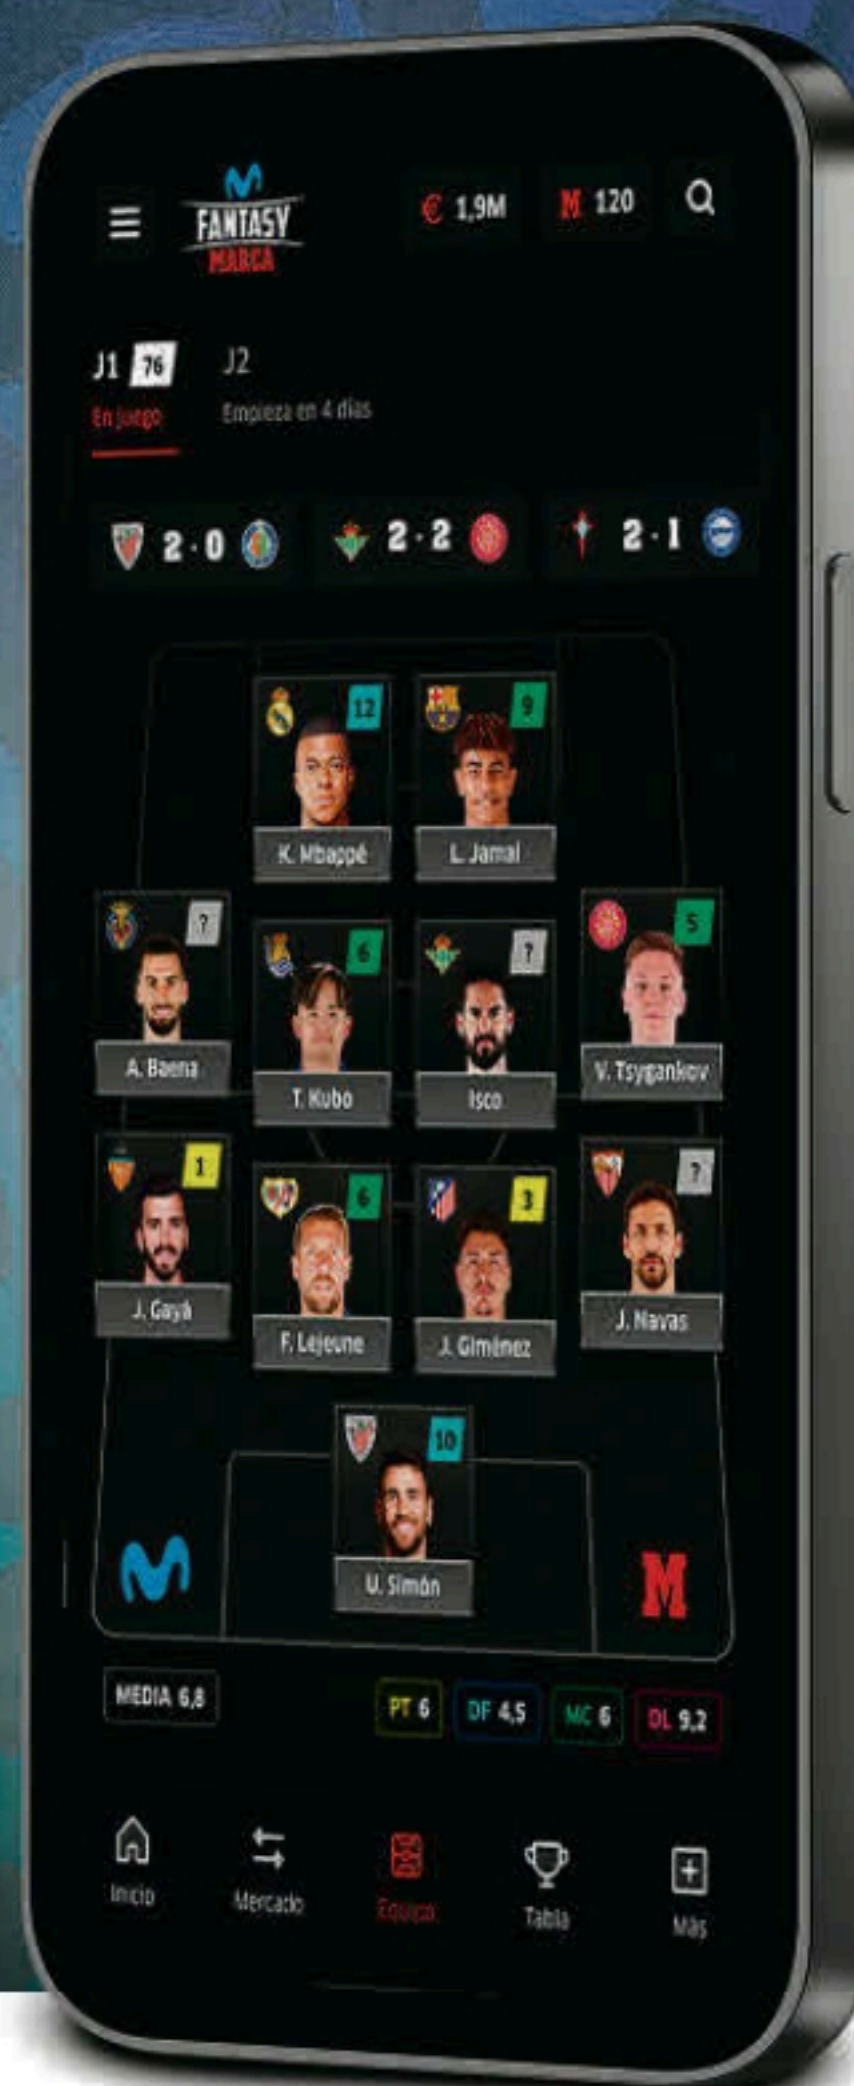 FANTASY
MARCA
€ 1,9M
M 120
J1 76
J2
En juego
Empieza en 4 días
2·0
2·2
2·1
12
9
K. Mbappé
L. Jamal
?
6
?
5
A. Baena
T. Kubo
Isco
V. Tsygankov
1
6
3
?
J. Gayà
F. Lejeune
J. Giménez
J. Navas
10
U. Simón
M
MEDIA 6,8
PT 6
DF 4,5
MC 6
DL 9,2
Inicio
Mercado
Equipo
Tabla
Más